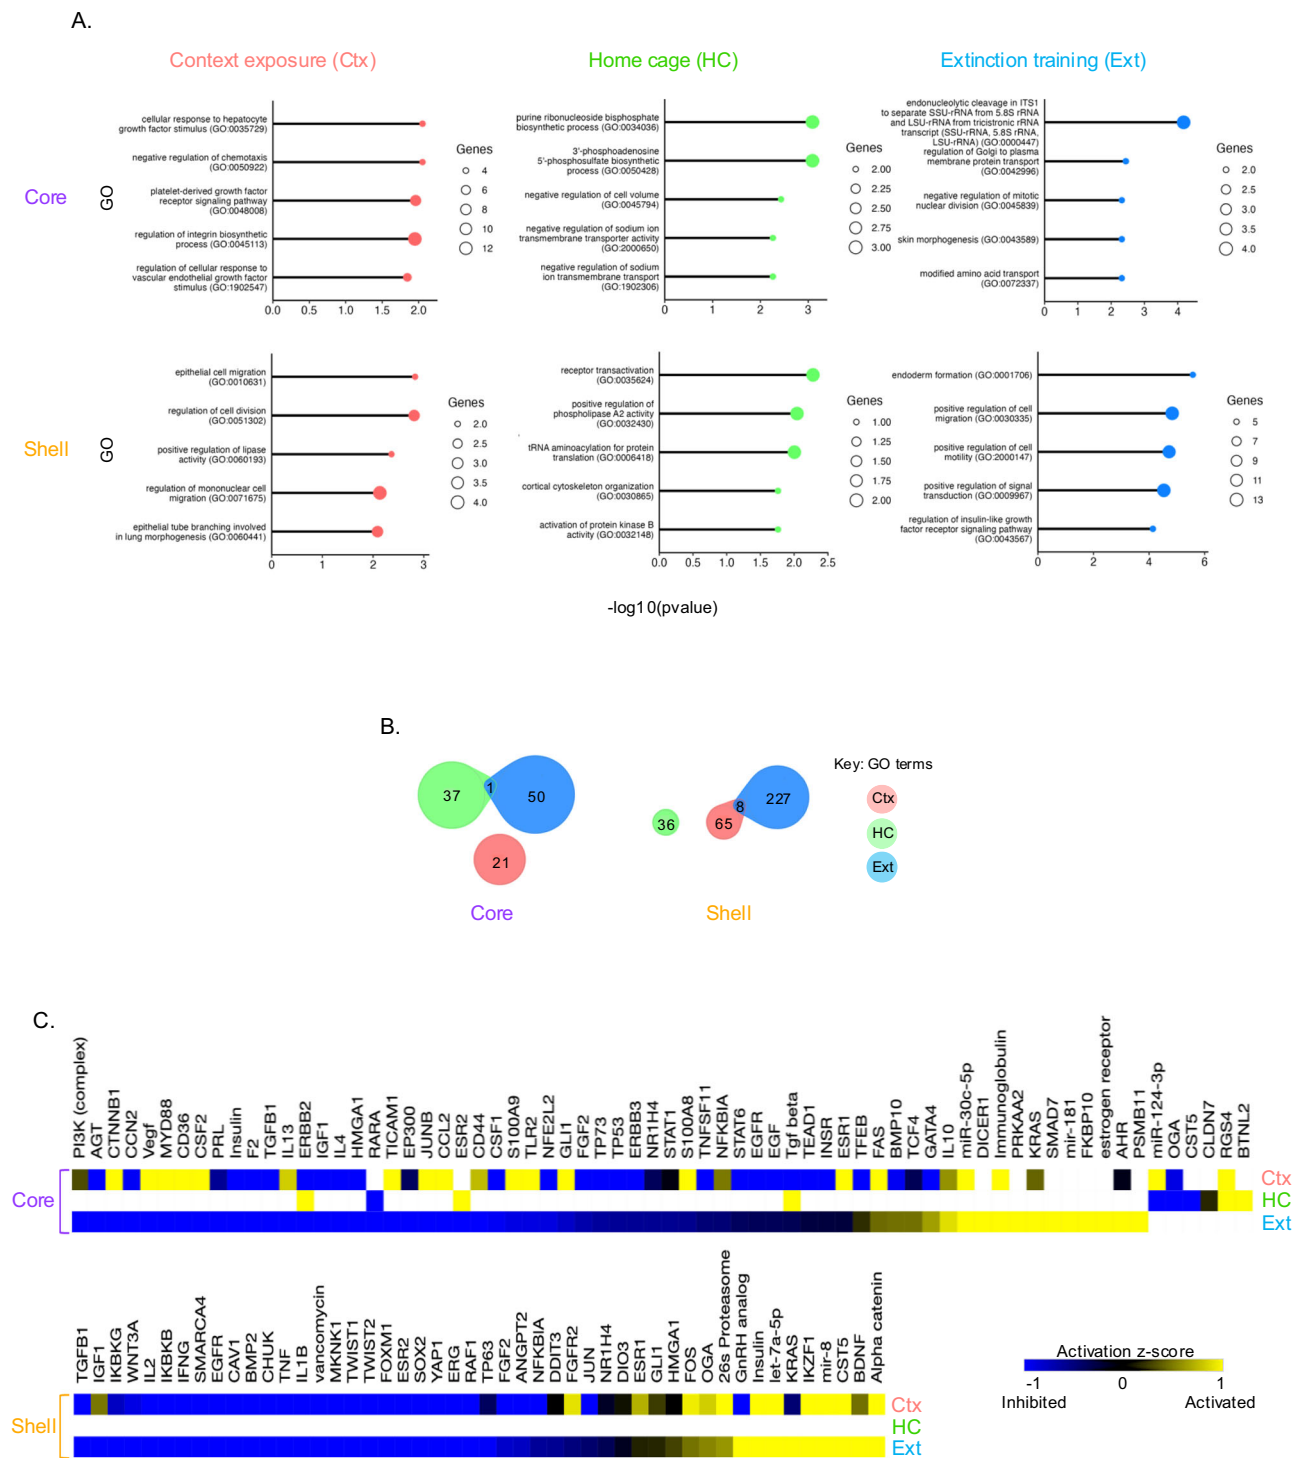 A.
Context exposure (Ctx)
Home cage (HC)
Extinction training (Ext)
Core
GO
cellular response to hepatocyte
growth factor stimulus (GO:0035729)
negative regulation of chemotaxis
(GO:0050922)
platelet-derived growth factor
receptor signaling pathway
(GO:0048008)
regulation of integrin biosynthetic
process (GO:0045113)
regulation of cellular response to
vascular endothelial growth factor
stimulus (GO:1902547)
0.0 0.5 1.0 1.5 2.0
Genes
4
6
8
10
12
purine ribonucleoside bisphosphate
biosynthetic process (GO:0034036)
3'-phosphoadenosine
5'-phosphosulfate biosynthetic
process (GO:0050428)
negative regulation of cell volume
(GO:0045794)
negative regulation of sodium ion
transmembrane transporter activity
(GO:2000650)
negative regulation of sodium
ion transmembrane transport
(GO:1902306)
0 1 2 3
Genes
2.00
2.25
2.50
2.75
3.00
endonucleolytic cleavage in ITS1
to separate SSU-rRNA from 5.8S rRNA
and LSU-rRNA from tricistronic rRNA
transcript (SSU-rRNA, 5.8S rRNA,
LSU-rRNA) (GO:0000447)
regulation of Golgi to plasma
membrane protein transport
(GO:0042996)
negative regulation of mitotic
nuclear division (GO:0045839)
skin morphogenesis (GO:0043589)
modified amino acid transport
(GO:0072337)
0 1 2 3 4
Genes
2.0
2.5
3.0
3.5
4.0
Shell
GO
epithelial cell migration
(GO:0010631)
regulation of cell division
(GO:0051302)
positive regulation of lipase
activity (GO:0060193)
regulation of mononuclear cell
migration (GO:0071675)
epithelial tube branching involved
in lung morphogenesis (GO:0060441)
0 1 2 3
Genes
2.0
2.5
3.0
3.5
4.0
receptor transactivation
(GO:0035624)
positive regulation of
phospholipase A2 activity
(GO:0032430)
tRNA aminoacylation for protein
translation (GO:0006418)
cortical cytoskeleton organization
(GO:0030865)
activation of protein kinase B
activity (GO:0032148)
0.0 0.5 1.0 1.5 2.0 2.5
Genes
1.00
1.25
1.50
1.75
2.00
endoderm formation (GO:0001706)
positive regulation of cell
migration (GO:0030335)
positive regulation of cell
motility (GO:2000147)
positive regulation of signal
transduction (GO:0009967)
regulation of insulin-like growth
factor receptor signaling pathway
(GO:0043567)
0 2 4 6
Genes
5
7
9
11
13
-log10(pvalue)
B.
37
1
50
21
Core
36
65
8
227
Shell
Key: GO terms
Ctx
HC
Ext
C.
PI3K (complex)
AGT
CTNNB1
CCN2
Vegf
MYD88
CD36
CSF2
PRL
Insulin
F2
TGFB1
IL13
ERBB2
IGF1
IL4
HMGA1
RARA
TICAM1
EP300
JUNB
CCL2
ESR2
CD44
CSF1
S100A9
TLR2
NFE2L2
GLI1
FGF2
TP73
TP53
ERBB3
NR1H4
STAT1
S100A8
TNFSF11
NFKBIA
STAT6
EGFR
EGF
Tgf beta
TEAD1
INSR
ESR1
TFEB
FAS
BMP10
TCF4
GATA4
IL10
miR-30c-5p
DICER1
Immunoglobulin
PRKAA2
KRAS
SMAD7
mir-181
FKBP10
estrogen receptor
AHR
PSMB11
miR-124-3p
OGA
CST5
CLDN7
RGS4
BTNL2
Core
Ctx
HC
Ext
TGFB1
IGF1
IKBKG
WNT3A
IL2
IKBKB
IFNG
SMARCA4
EGFR
CAV1
BMP2
CHUK
TNF
IL1B
vancomycin
MKNK1
TWIST1
TWIST2
FOXM1
ESR2
SOX2
YAP1
ERG
RAF1
TP63
FGF2
ANGPT2
NFKBIA
DDIT3
FGFR2
JUN
NR1H4
DIO3
ESR1
GLI1
HMGA1
FOS
OGA
26s Proteasome
GnRH analog
Insulin
let-7a-5p
KRAS
IKZF1
mir-8
CST5
BDNF
Alpha catenin
Shell
Ctx
HC
Ext
Activation z-score
-1 0 1
Inhibited Activated